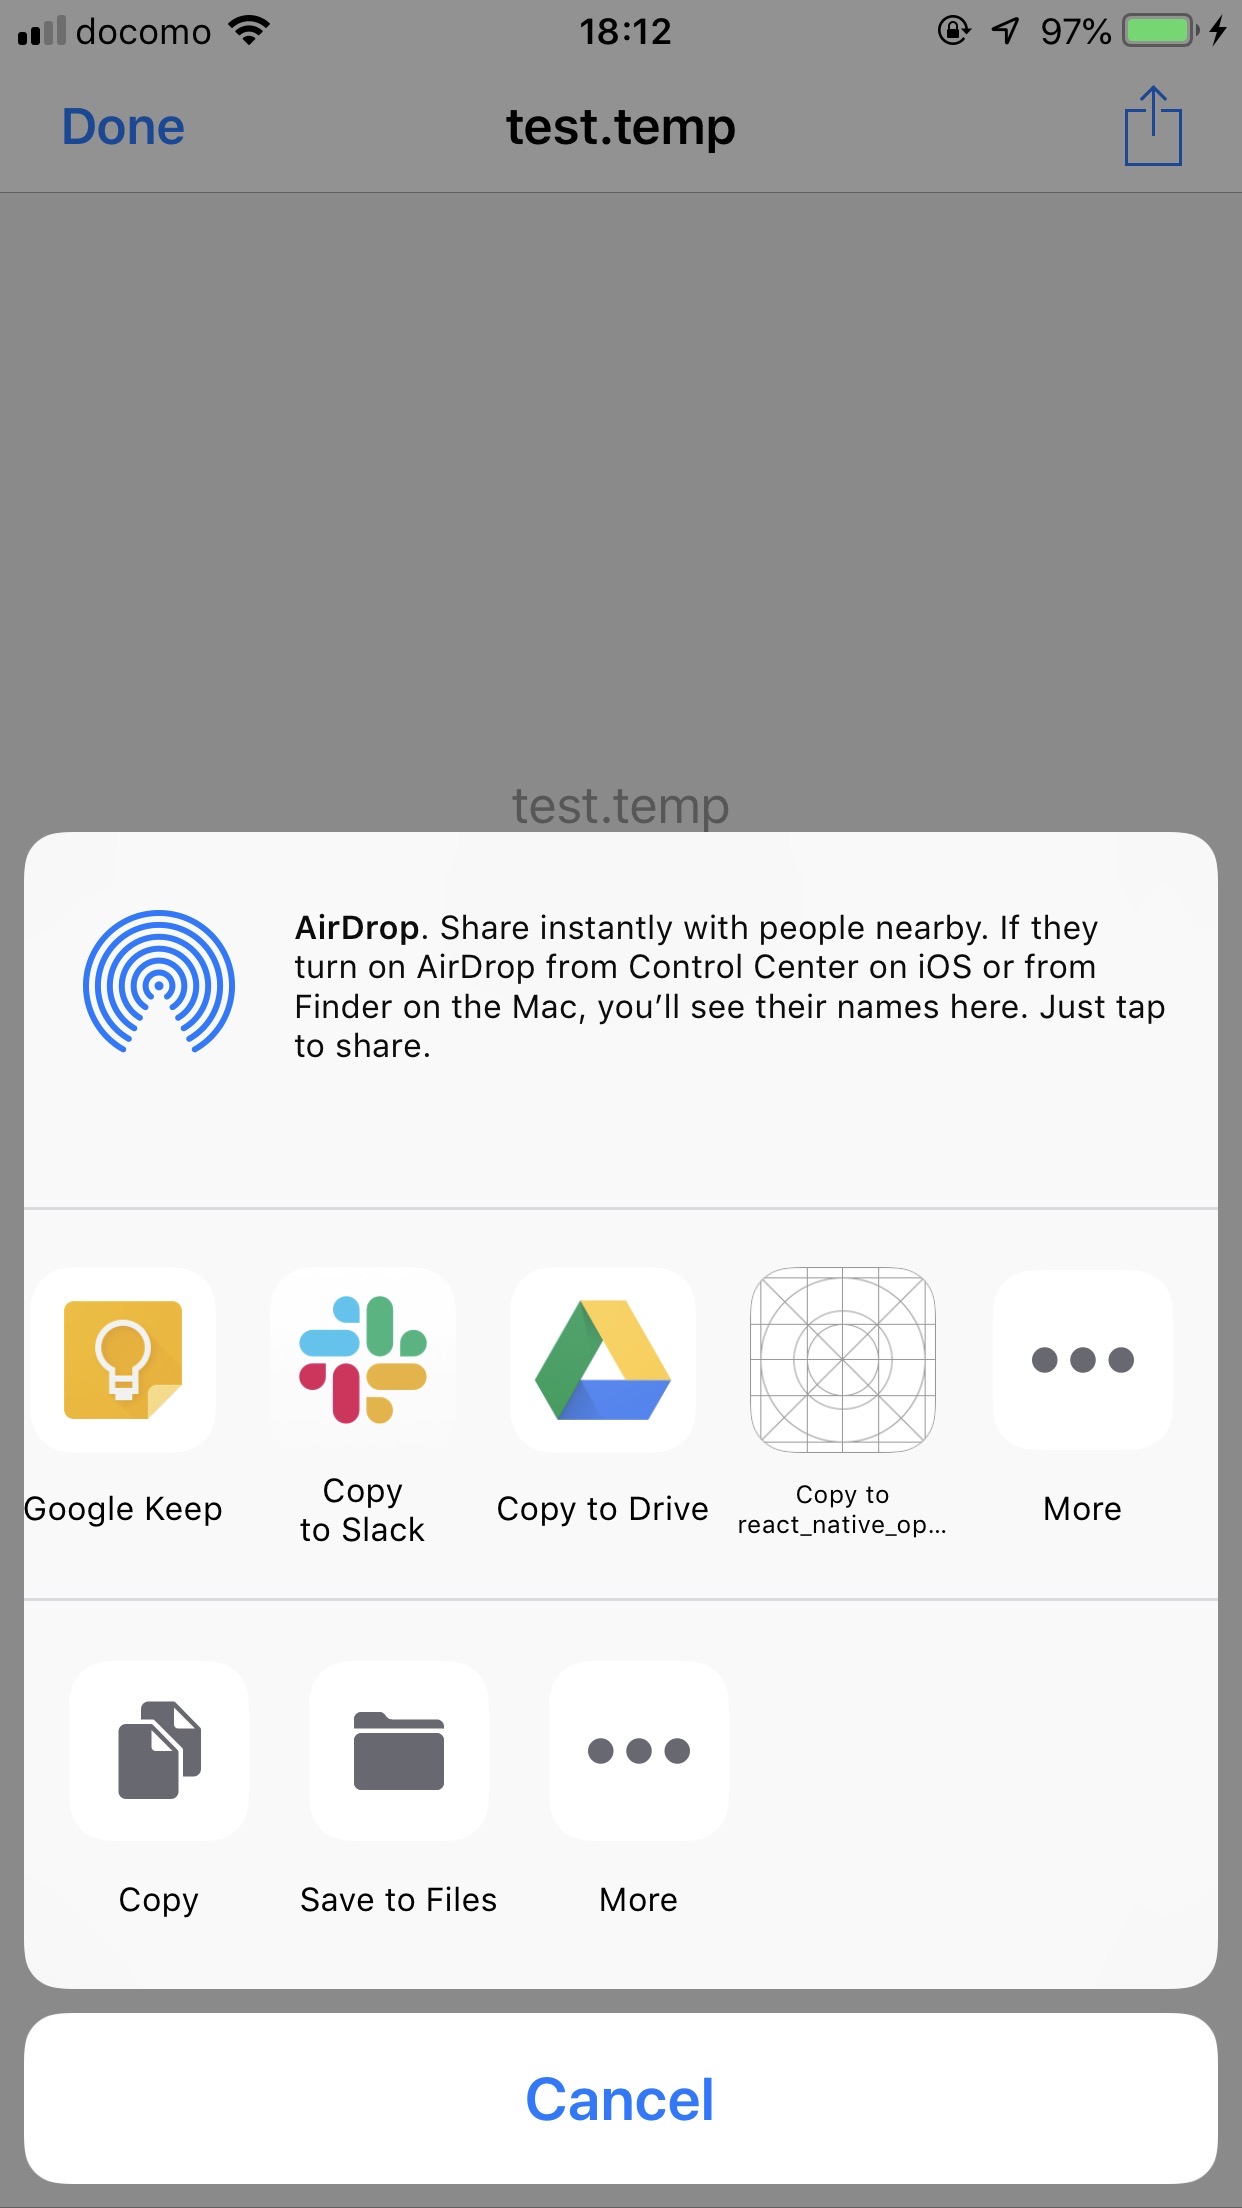 docomo 18:12 97%
Done test.temp
test.temp
AirDrop. Share instantly with people nearby. If they
turn on AirDrop from Control Center on iOS or from
Finder on the Mac, you’ll see their names here. Just tap
to share.
Google Keep
Copy
to Slack
Copy to Drive
Copy to
react_native_op...
More
Copy
Save to Files
More
Cancel